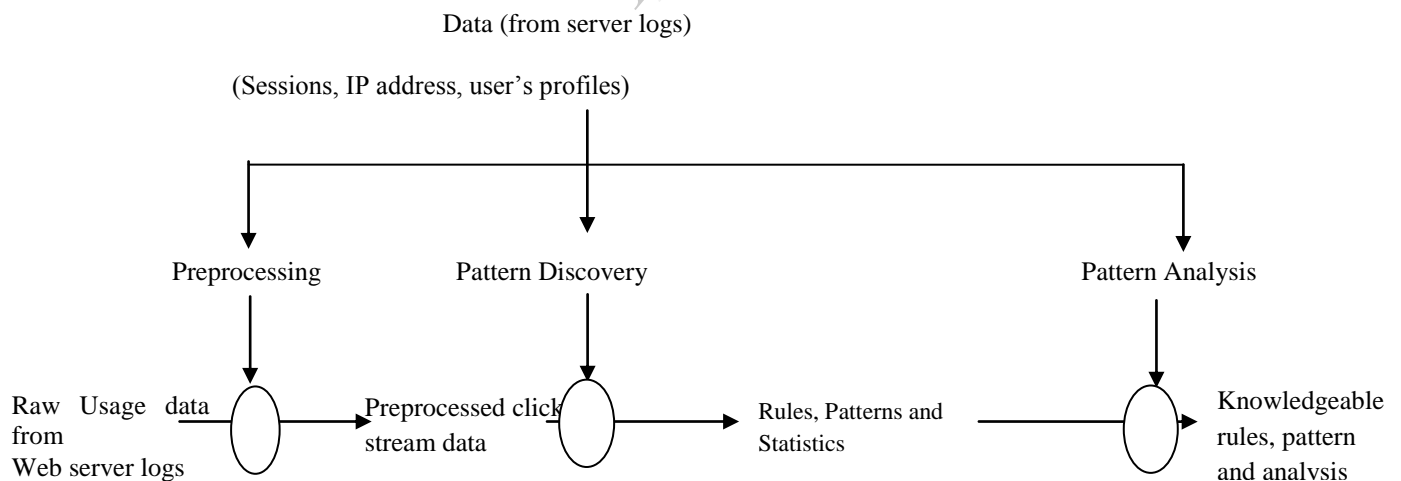 Data (from server logs)
(Sessions, IP address, user’s profiles)
Preprocessing
Pattern Discovery
Pattern Analysis
Raw Usage data
from
Web server logs
Preprocessed click
stream data
Rules, Patterns and
Statistics
Knowledgeable
rules, pattern
and analysis